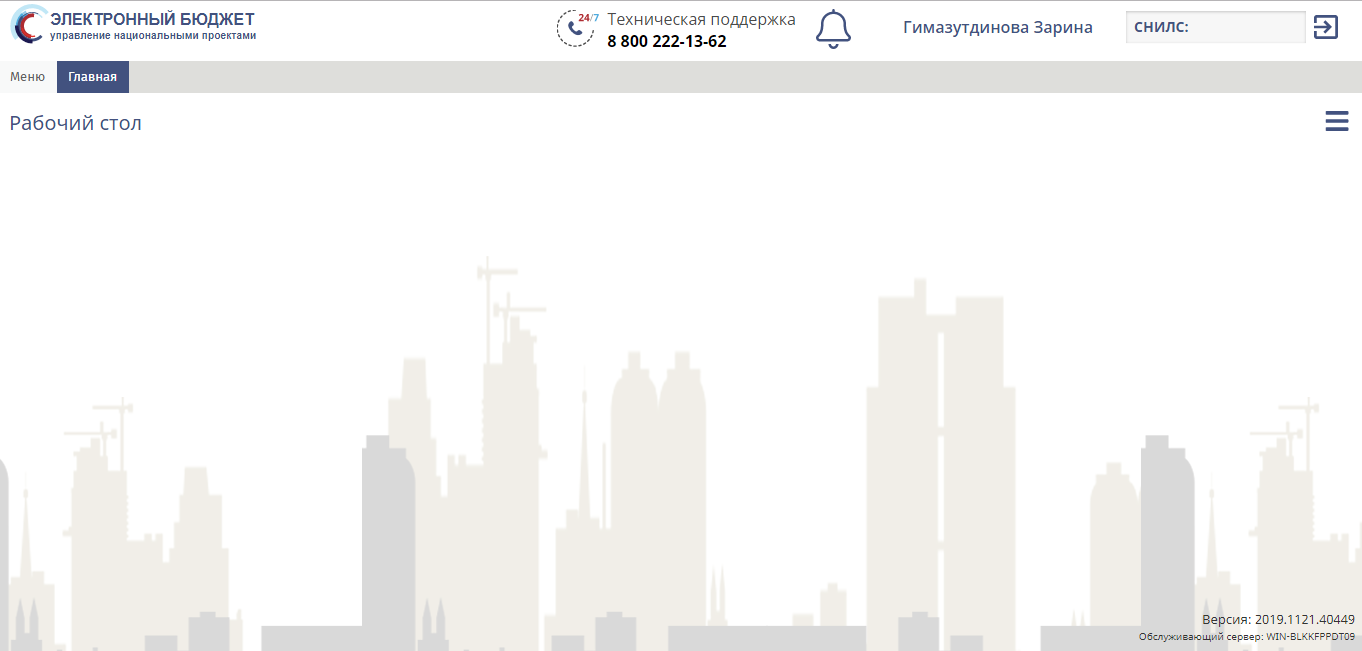 ЭЛЕКТРОННЫЙ БЮДЖЕТ
управление национальными проектами
24/7
Техническая поддержка
8 800 222-13-62
Гимазутдинова Зарина
СНИЛС:
Меню
Главная
Рабочий стол
Версия: 2019.1121.40449
Обслуживающий сервер: WIN-BLKKFPPDT09